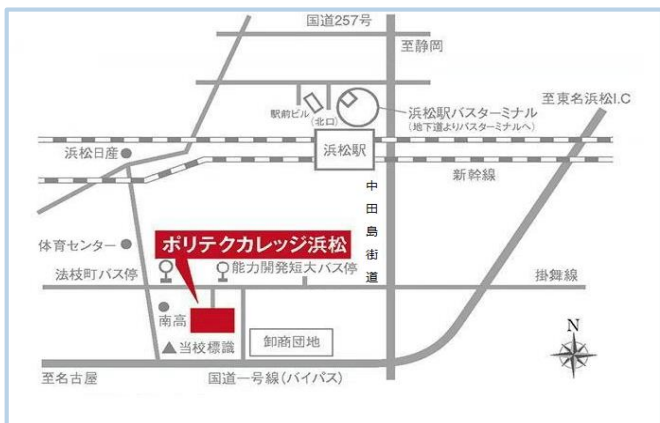 国道257号
至静岡
至東名浜松I.C
駅前ビル
(北口)
浜松駅バスターミナル
(地下道よりバスターミナルへ)
浜松日産
浜松駅
新幹線
中田島街道
体育センター
ポリテクカレッジ浜松
法枝町バス停
能力開発短大バス停
掛舞線
南高
当校標識
卸商団地
N
至名古屋
国道一号線(バイパス)